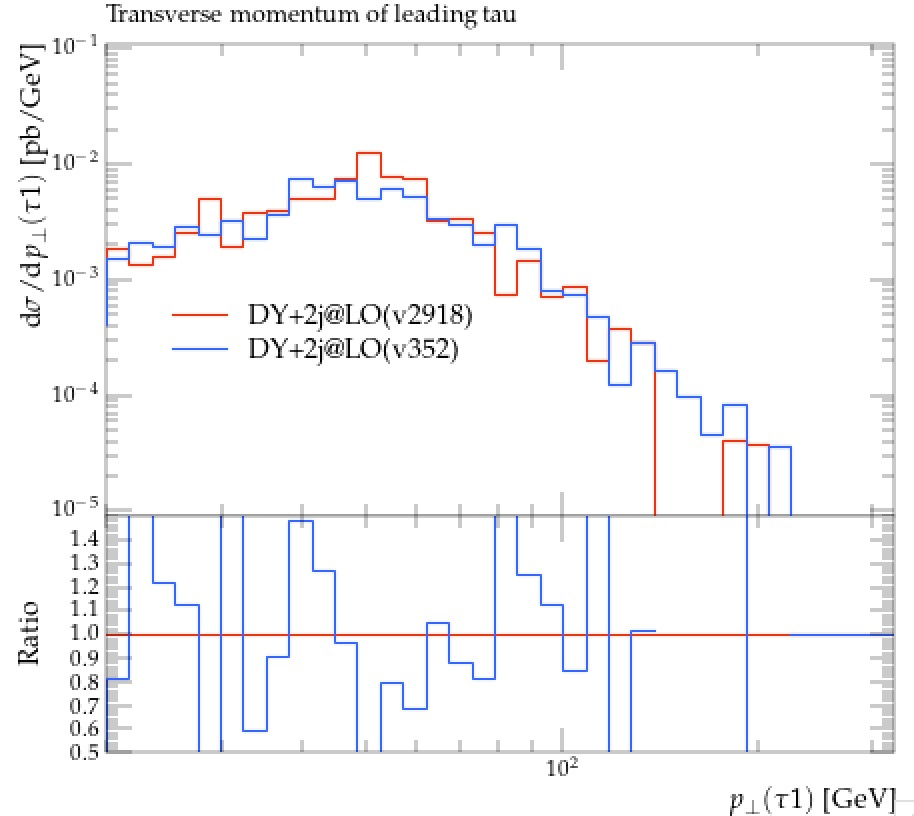 Transverse momentum of leading tau
dσ/dp⊥(τ1) [pb/GeV]
10⁻¹
10⁻²
10⁻³
10⁻⁴
10⁻⁵
DY+2j@LO(v2918)
DY+2j@LO(v352)
Ratio
1.4
1.3
1.2
1.1
1.0
0.9
0.8
0.7
0.6
0.5
10²
p⊥(τ1) [GeV]